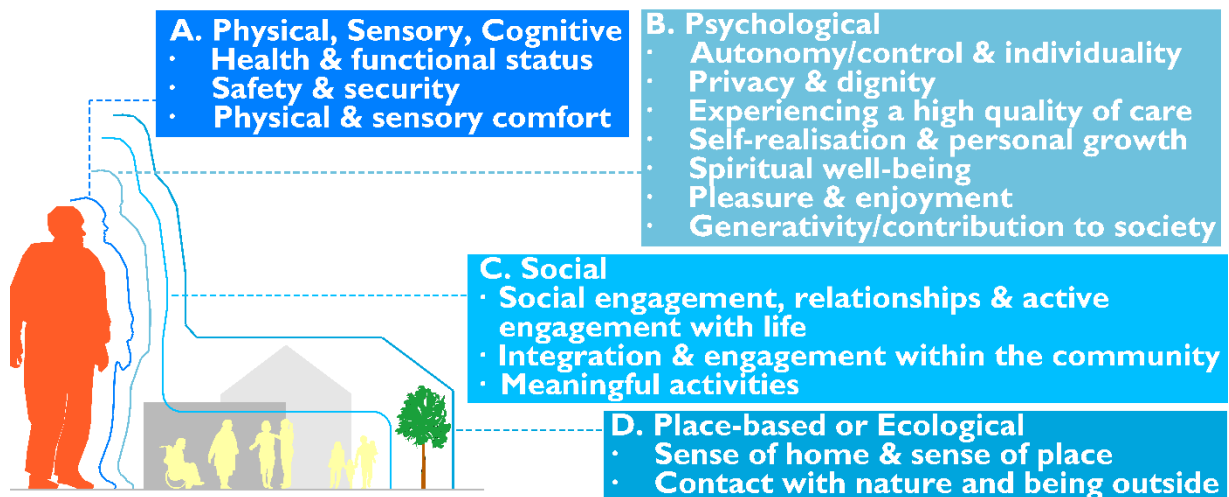 A. Physical, Sensory, Cognitive
· Health & functional status
· Safety & security
· Physical & sensory comfort
B. Psychological
· Autonomy/control & individuality
· Privacy & dignity
· Experiencing a high quality of care
· Self-realisation & personal growth
· Spiritual well-being
· Pleasure & enjoyment
· Generativity/contribution to society
C. Social
· Social engagement, relationships & active
engagement with life
· Integration & engagement within the community
· Meaningful activities
D. Place-based or Ecological
· Sense of home & sense of place
· Contact with nature and being outside